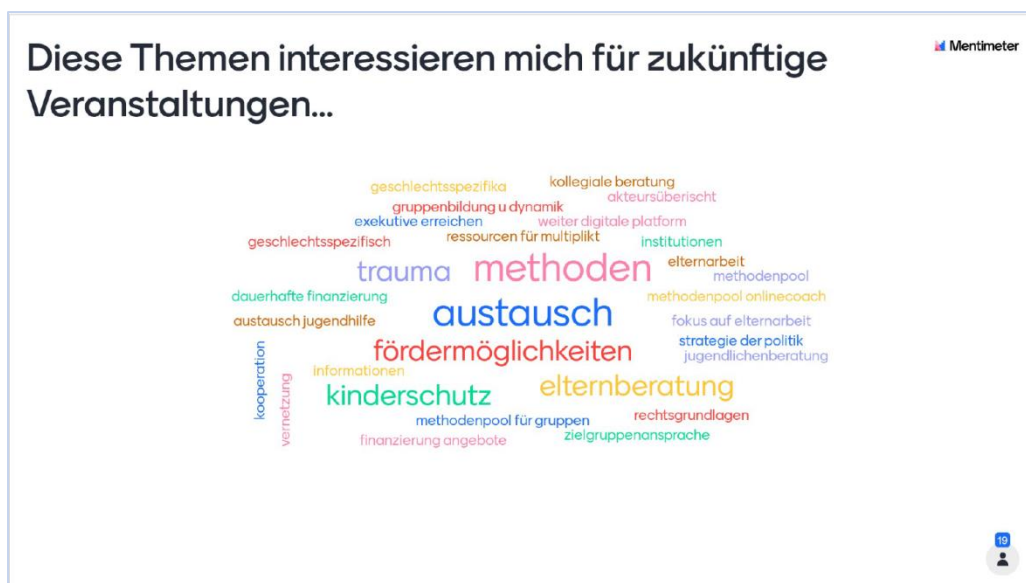 Diese Themen interessieren mich für zukünftige
Veranstaltungen...
Mentimeter
kollegiale beratung
geschlechtsspezifika
akteursüberischt
gruppenbildung u dynamik
exekutive erreichen
weiter digitale platform
ressourcen für multiplikt
geschlechtsspezifisch
institutionen
elternarbeit
trauma
methoden
methodenpool
dauerhafte finanzierung
methodenpool onlinecoach
austausch
austausch jugendhilfe
fokus auf elternarbeit
strategie der politik
fördermöglichkeiten
jugendlichenberatung
kooperation
informationen
vernetzung
kinderschutz
elternberatung
methodenpool für gruppen
rechtsgrundlagen
finanzierung angebote
zielgruppenansprache
19